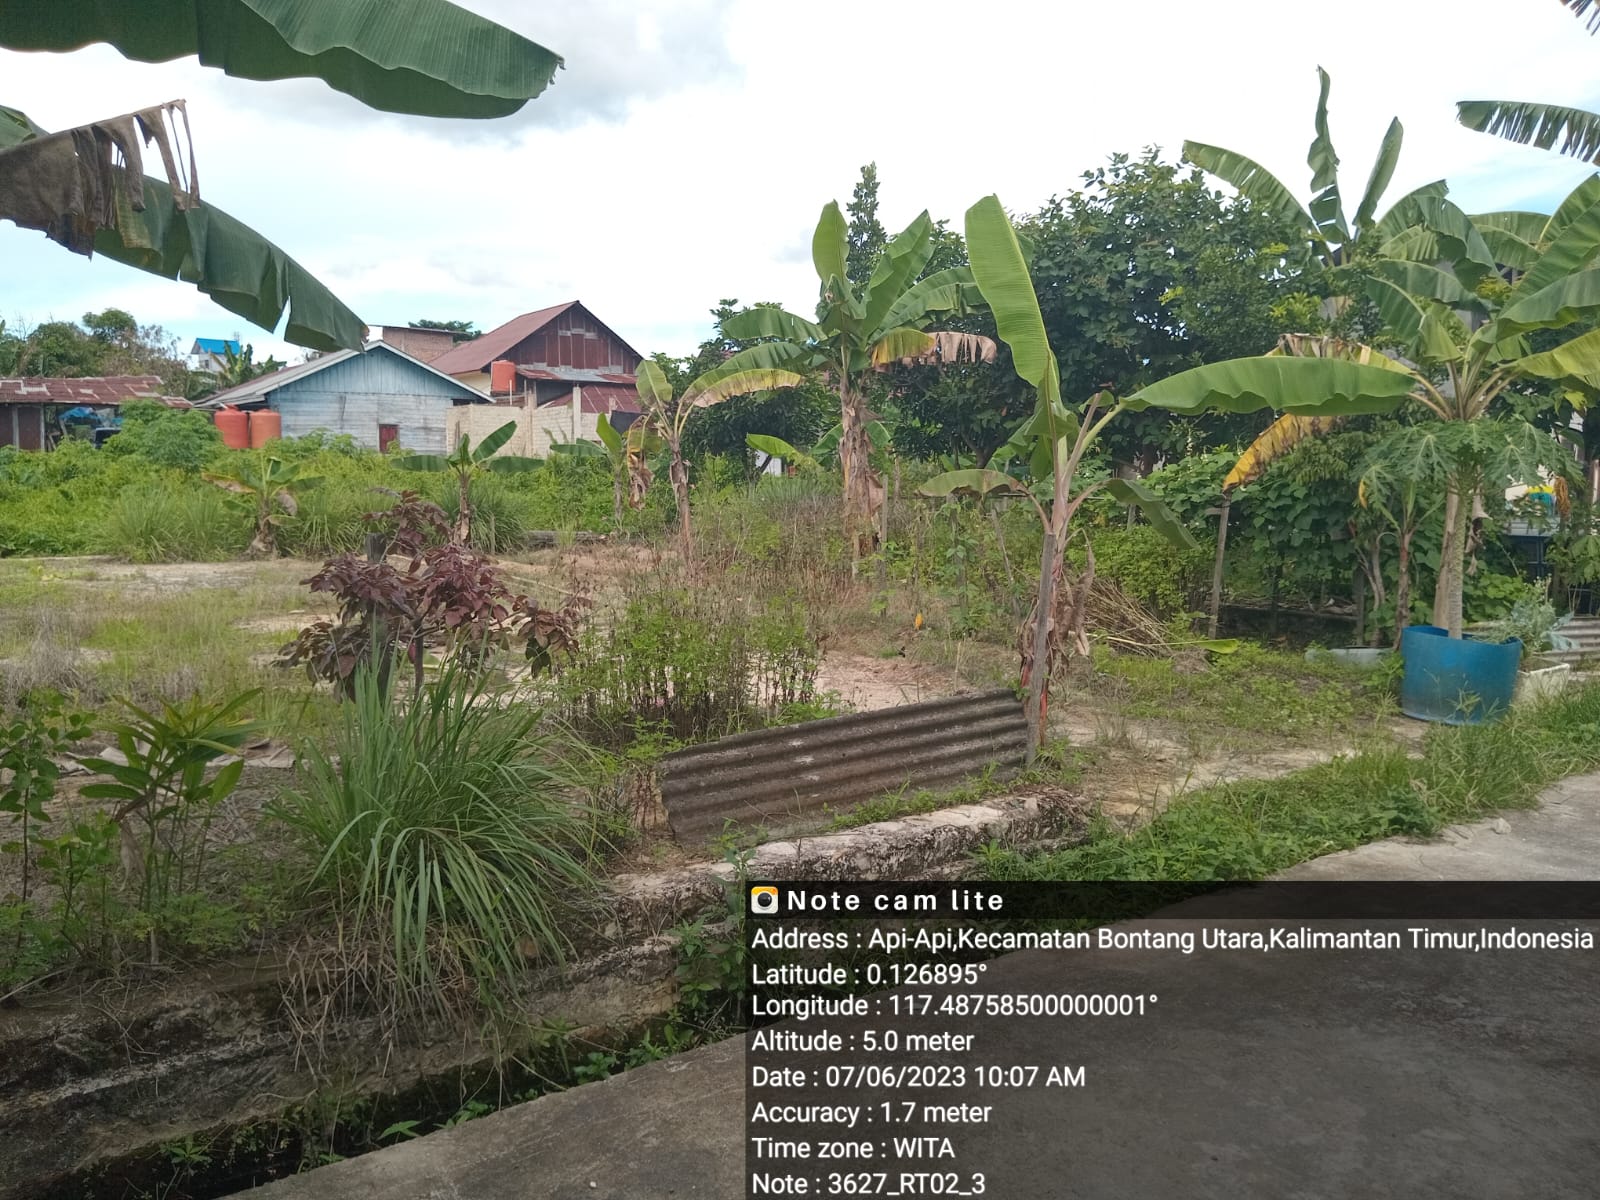 Note cam lite
Address : Api-Api,Kecamatan Bontang Utara,Kalimantan Timur,Indonesia
Latitude : 0.126895°
Longitude : 117.48758500000001°
Altitude : 5.0 meter
Date : 07/06/2023 10:07 AM
Accuracy : 1.7 meter
Time zone : WITA
Note : 3627_RT02_3